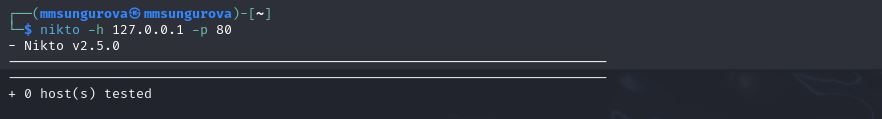 ┌──(mmsungurova㉿mmsungurova)-[~]
└─$ nikto -h 127.0.0.1 -p 80
- Nikto v2.5.0
---------------------------------------------------------------------------
---------------------------------------------------------------------------
+ 0 host(s) tested